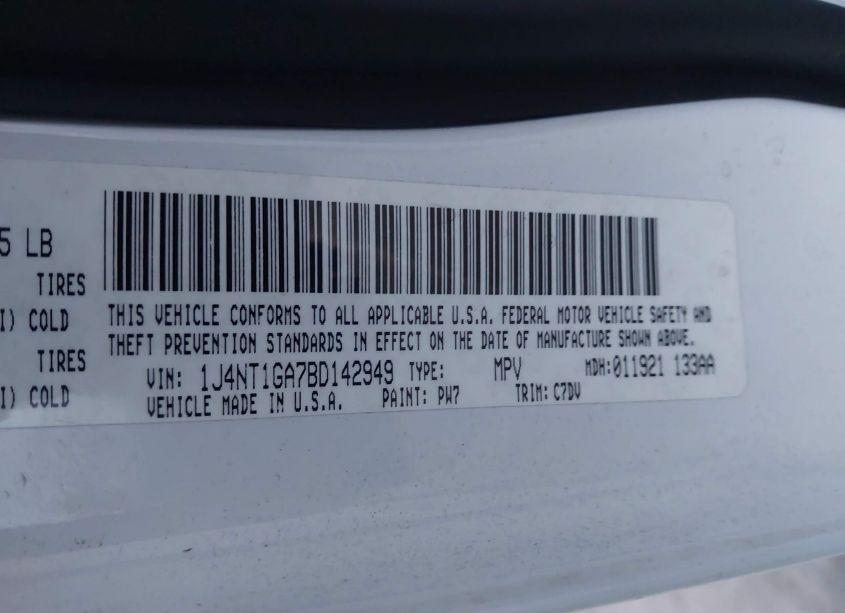 5 LB
TIRES
I) COLD
TIRES
I) COLD
THIS VEHICLE CONFORMS TO ALL APPLICABLE U.S.A. FEDERAL MOTOR VEHICLE SAFETY AND
THEFT PREVENTION STANDARDS IN EFFECT ON THE DATE OF MANUFACTURE SHOWN ABOVE.
VIN: 1J4NT1GA7BD142949 TYPE: MPV MDH:011921 133AA
VEHICLE MADE IN U.S.A. PAINT: PW7 TRIM: C7DV